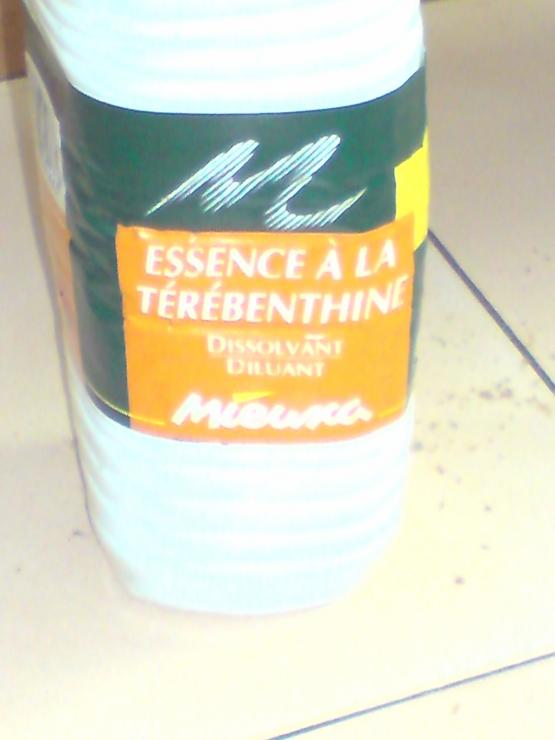 ESSENCE À LA
TÉRÉBENTHINE
DISSOLVANT
DILUANT
Mieuxa